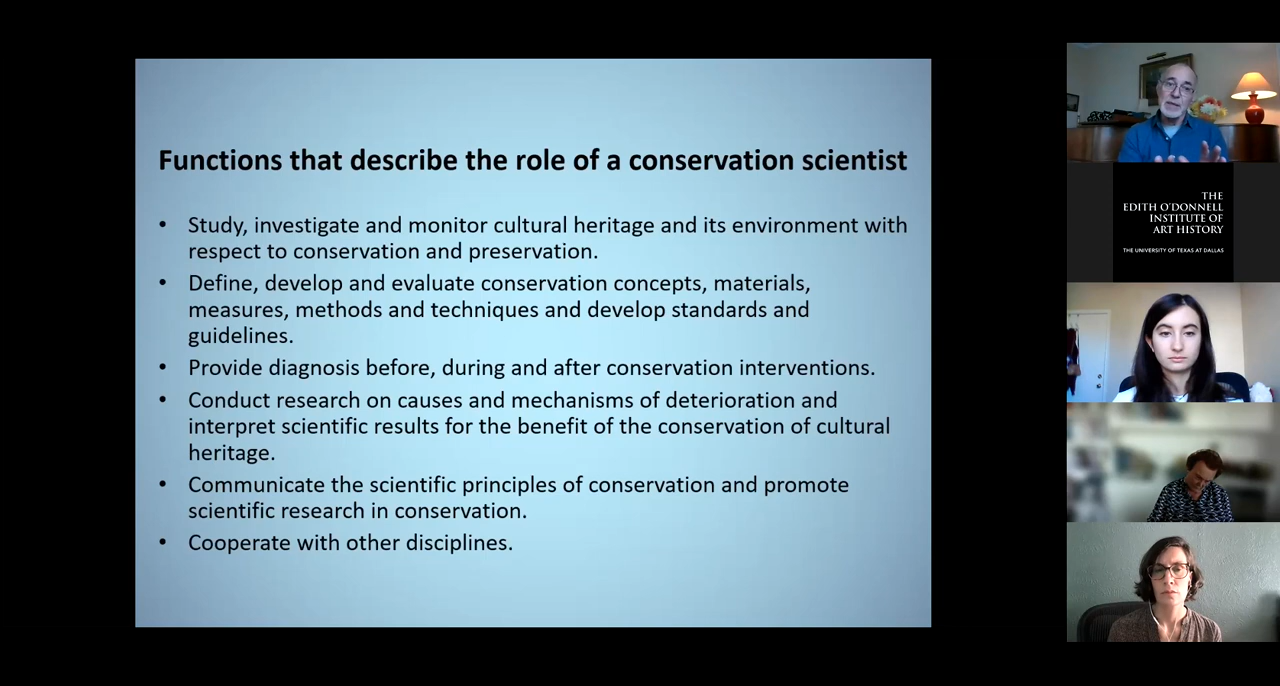 Functions that describe the role of a conservation scientist
• Study, investigate and monitor cultural heritage and its environment with
respect to conservation and preservation.
• Define, develop and evaluate conservation concepts, materials,
measures, methods and techniques and develop standards and
guidelines.
• Provide diagnosis before, during and after conservation interventions.
• Conduct research on causes and mechanisms of deterioration and
interpret scientific results for the benefit of the conservation of cultural
heritage.
• Communicate the scientific principles of conservation and promote
scientific research in conservation.
• Cooperate with other disciplines.
THE
EDITH O'DONNELL
INSTITUTE OF
ART HISTORY
THE UNIVERSITY OF TEXAS AT DALLAS